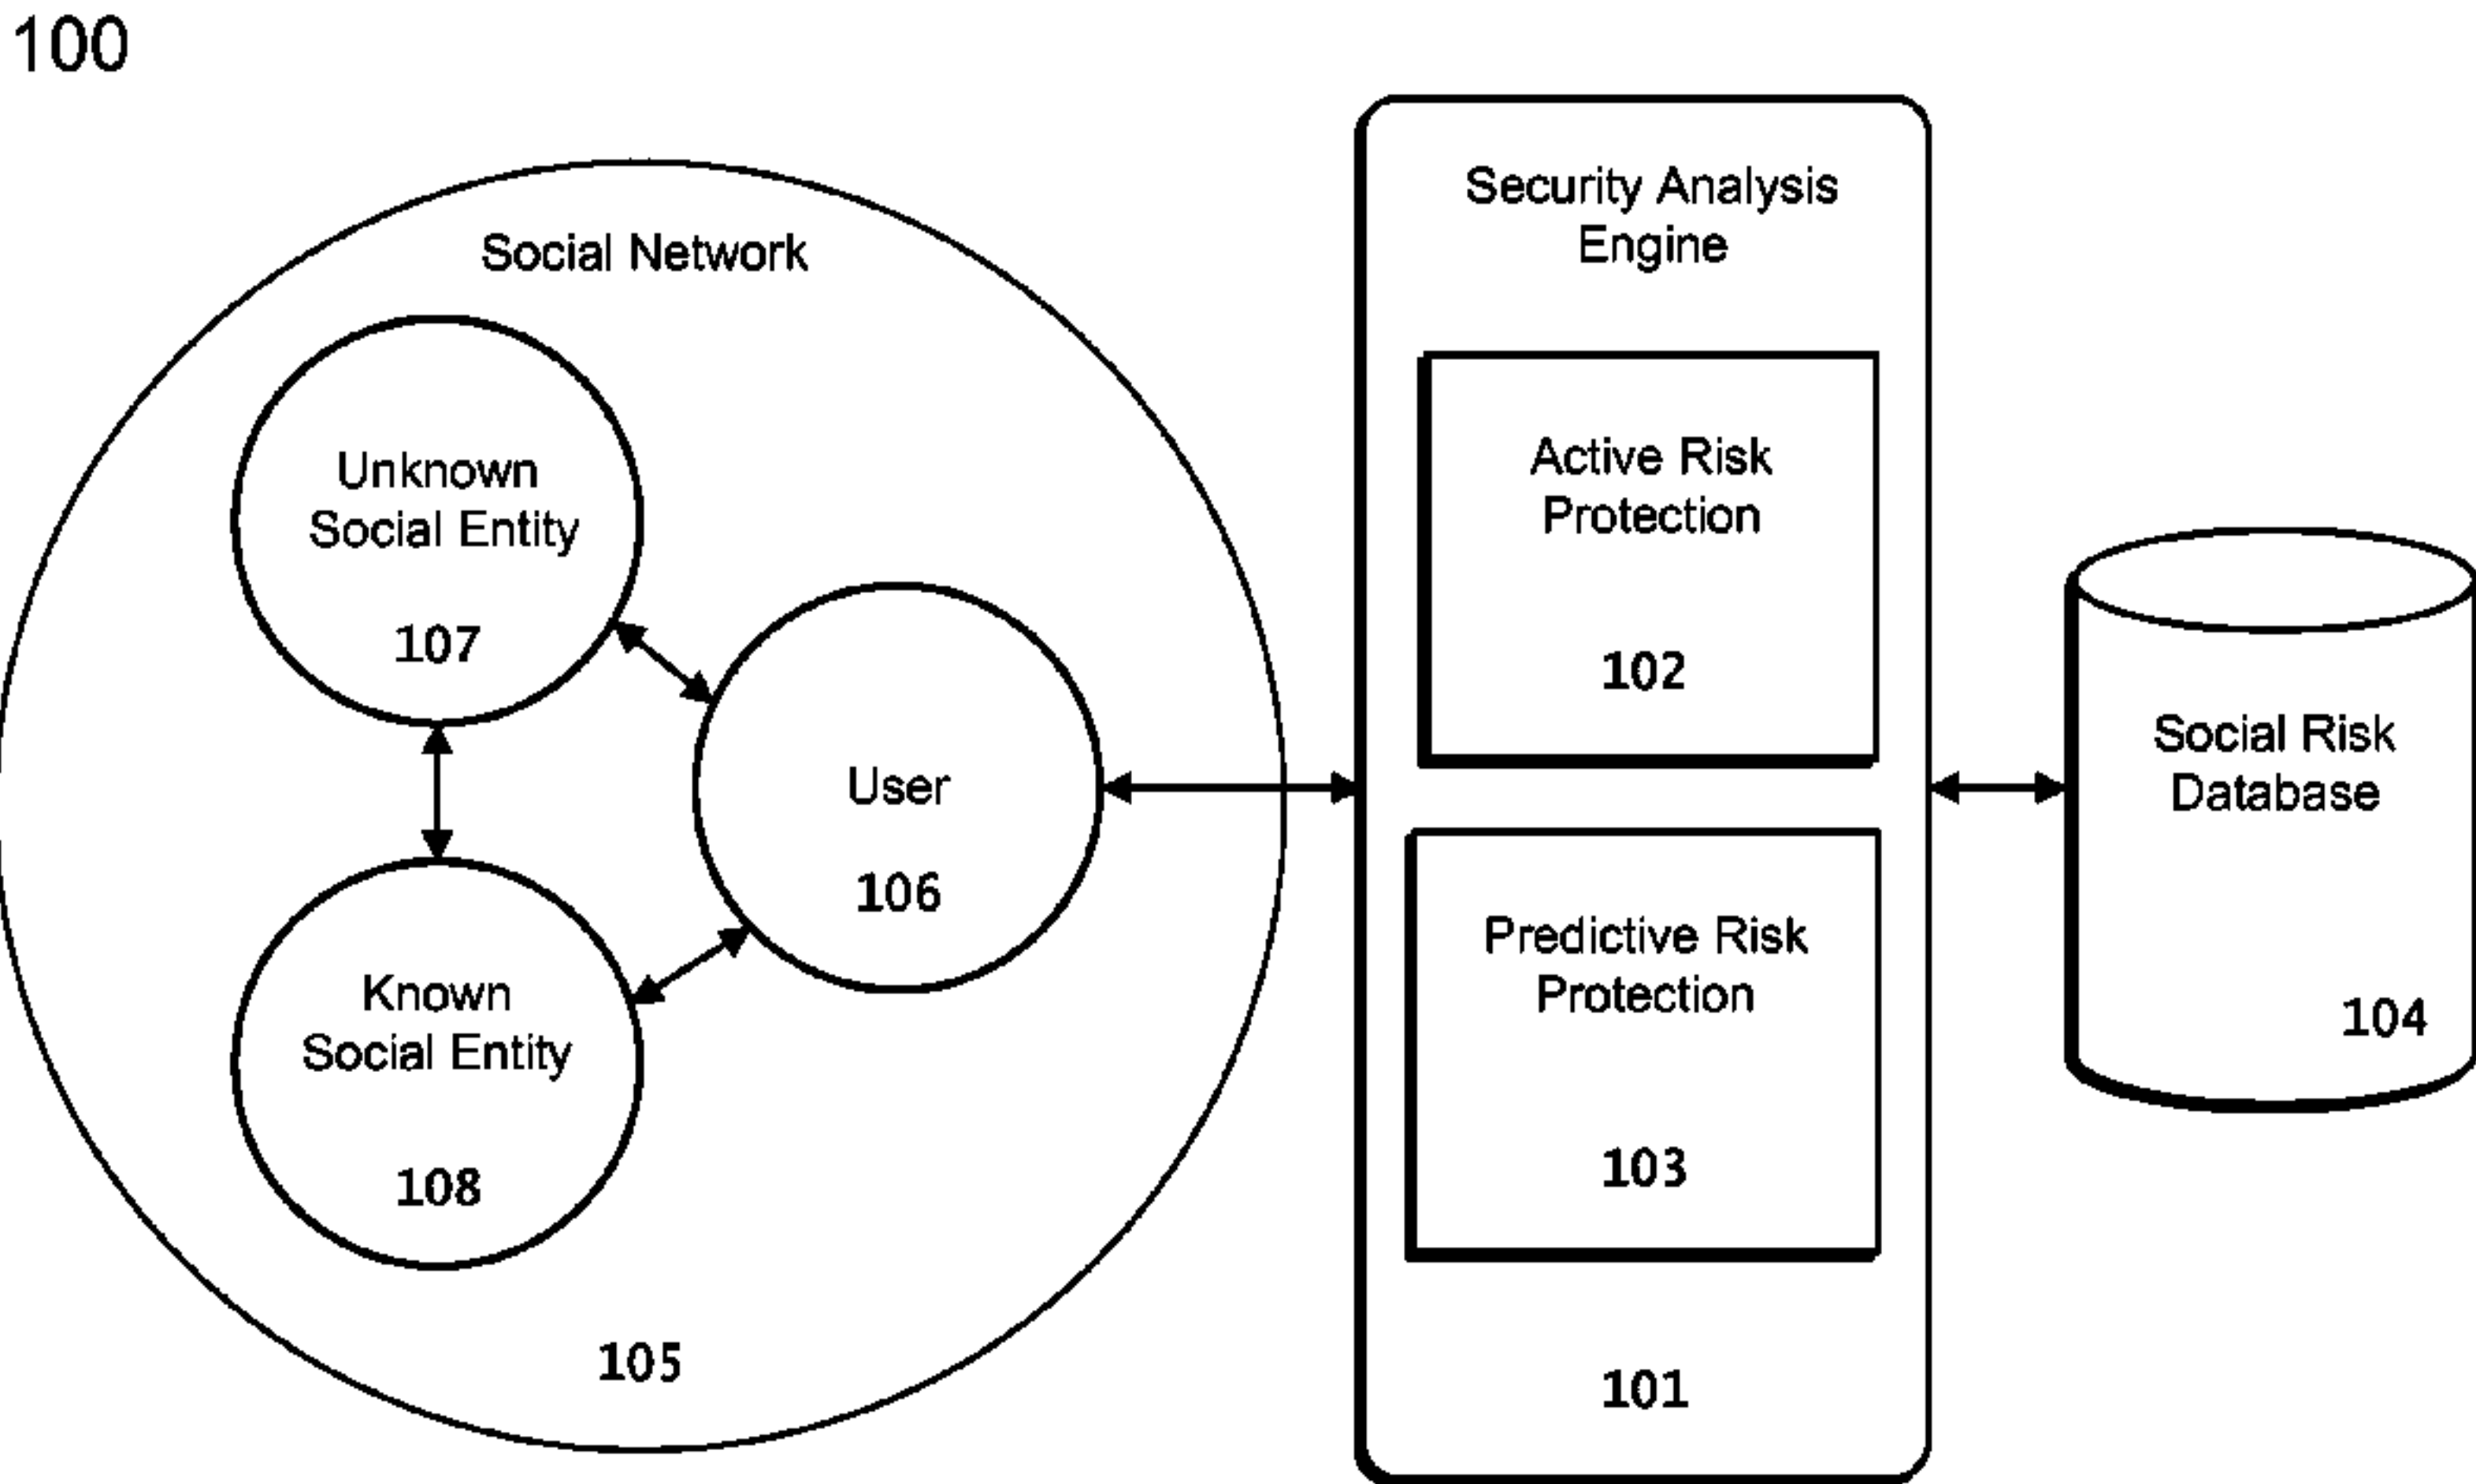 100
Social Network
Unknown
Social Entity
107
User
106
Known
Social Entity
108
105
Security Analysis
Engine
Active Risk
Protection
102
Predictive Risk
Protection
103
101
Social Risk
Database
104